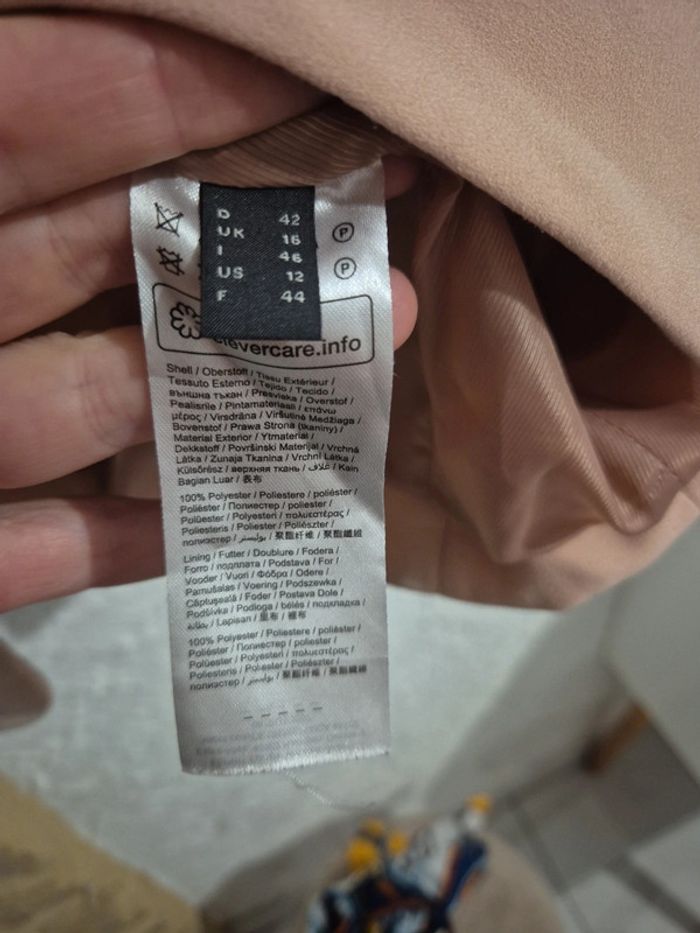 D 42
UK 16
I 46
US 12
F 44
P
P
clevercare.info
Shell / Oberstoff / Tissu Extérieur /
Tessuto Esterno / Tejido / Tecido /
външна тъкан / Presviska / Overstof /
Pealisriie / Pintamateriaali / επάνω
μέρος / Virsdrāna / Viršutinė Medžiaga /
Bovenstof / Prawa Strona (tkaniny) /
Material Exterior / Ytmaterial /
Dekkstoff / Površinski Materijal / Vrchná
Látka / Zunaja Tkanina / Vrchní Látka /
Külsőrész / верхняя ткань / غلاف / Kain
Bagian Luar / 表布
100% Polyester / Poliestere / poliéster /
Poliéster / Полиестер / poliester /
Polüester / Polyesteri / πολυεστέρας /
Poliesteris / Poliester / Poliészter /
полиэстер / بوليستر / 聚酯纤维 / 聚酯纖維
Lining / Futter / Doublure / Fodera /
Forro / подплата / Podstava / For /
Vooder / Vuori / Φόδρα / Odere /
Pamušalas / Voering / Podszewka /
Căptuşeală / Foder / Postava Dole /
Podšívka / Podloga / bélés / подкладка /
بطانة / Lapisan / 里布 / 裡布
100% Polyester / Poliestere / poliéster /
Poliéster / Полиестер / poliester /
Polüester / Polyesteri / πολυεστέρας /
Poliesteris / Poliester / Poliészter /
полиэстер / بوليستر / 聚酯纤维 / 聚酯纖維